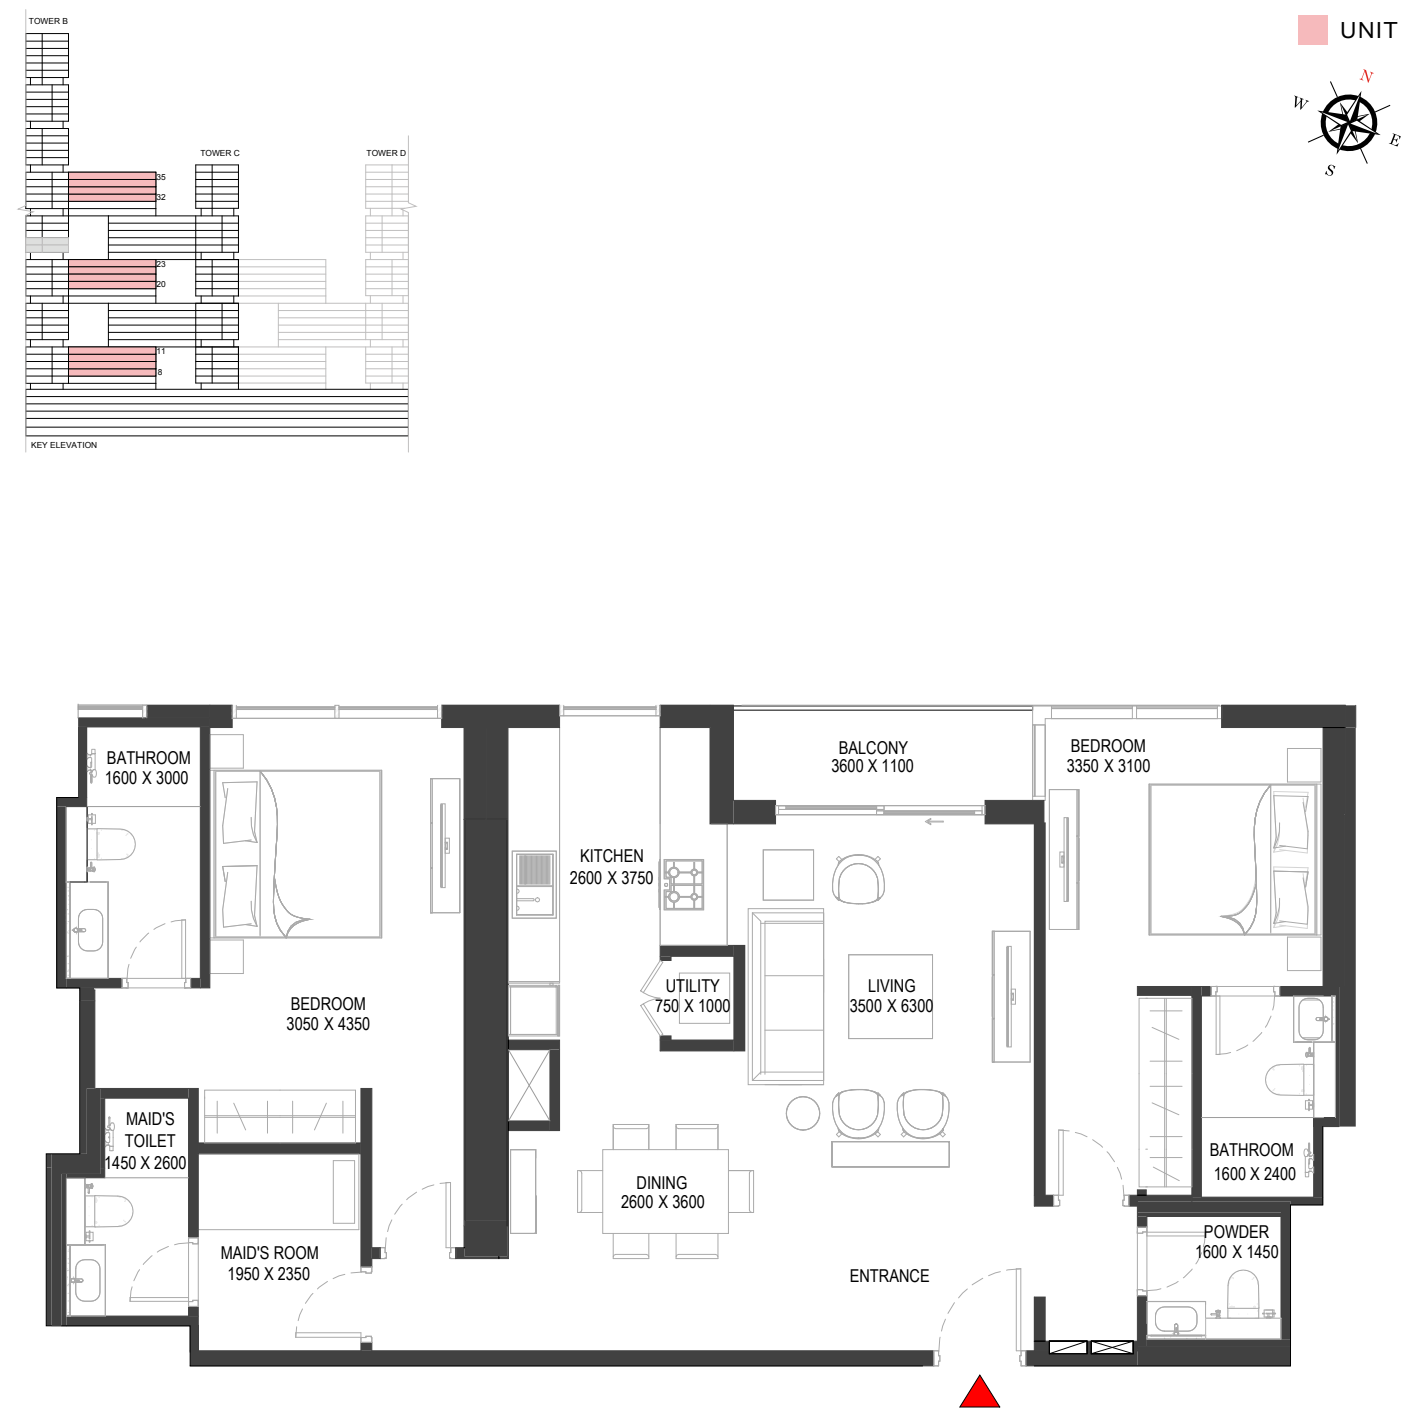 TOWER B
UNIT
N
W
E
S
TOWER C
TOWER D
35
32
23
20
11
8
KEY ELEVATION
BATHROOM
1600 X 3000
BALCONY
3600 X 1100
BEDROOM
3350 X 3100
KITCHEN
2600 X 3750
UTILITY
750 X 1000
LIVING
3500 X 6300
BEDROOM
3050 X 4350
MAID'S
TOILET
1450 X 2600
BATHROOM
1600 X 2400
DINING
2600 X 3600
MAID'S ROOM
1950 X 2350
POWDER
1600 X 1450
ENTRANCE